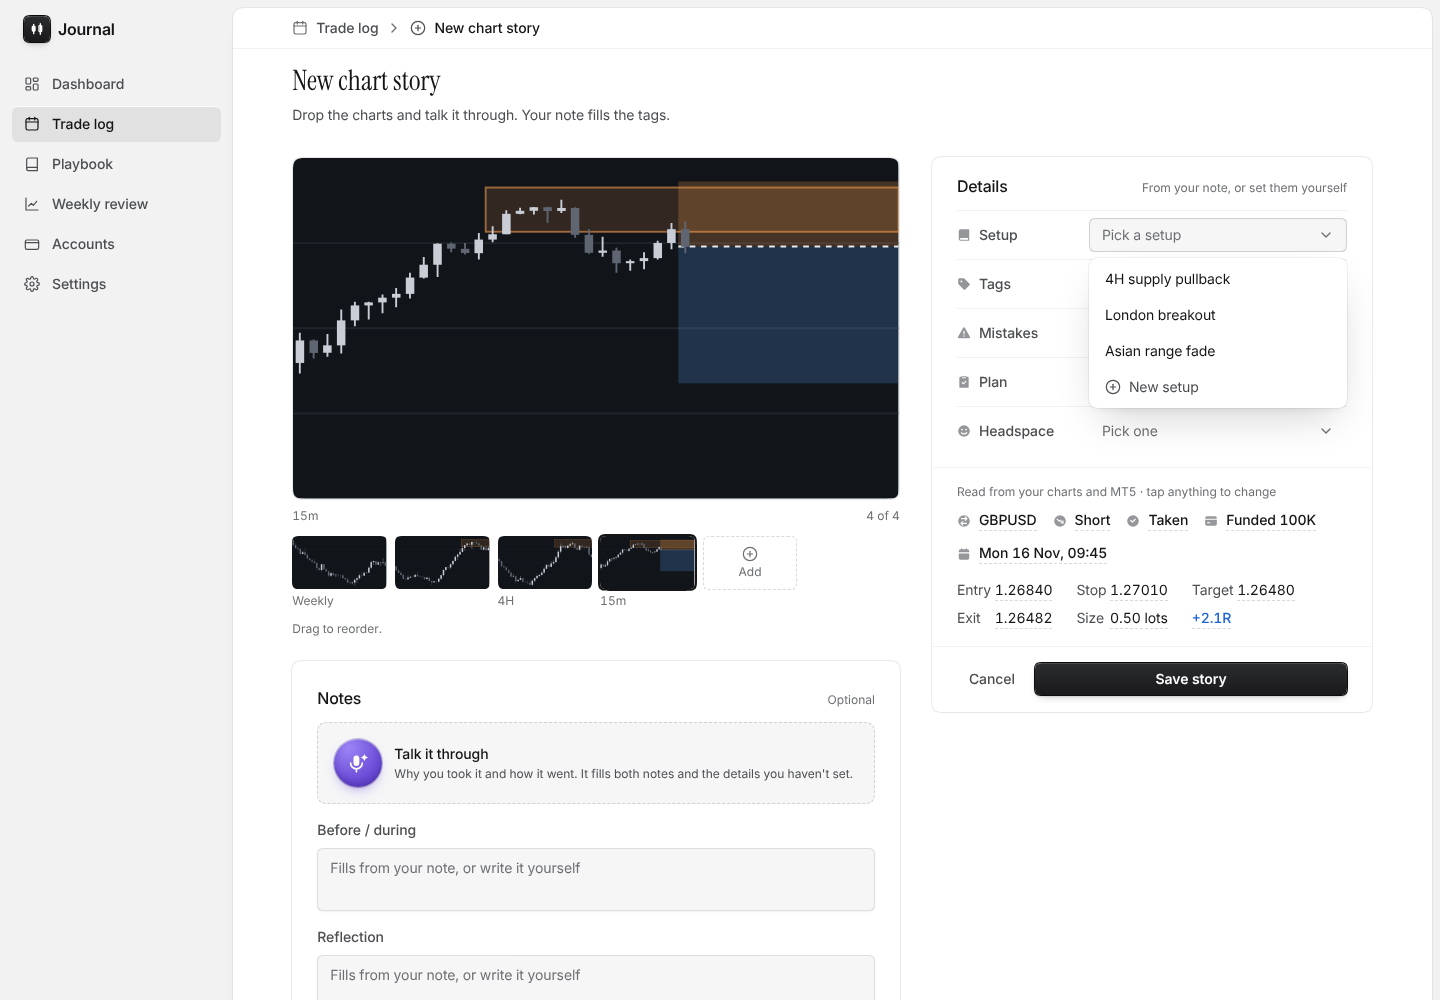 Journal
Dashboard
Trade log
Playbook
Weekly review
Accounts
Settings
Trade log
New chart story
New chart story
Drop the charts and talk it through. Your note fills the tags.
15m
4 of 4
Weekly
4H
15m
Add
Drag to reorder.
Notes
Optional
Talk it through
Why you took it and how it went. It fills both notes and the details you haven't set.
Before / during
Fills from your note, or write it yourself
Reflection
Fills from your note, or write it yourself
Details
From your note, or set them yourself
Setup
Pick a setup
4H supply pullback
London breakout
Asian range fade
New setup
Tags
Mistakes
Plan
Headspace
Pick one
Read from your charts and MT5 · tap anything to change
GBPUSD Short Taken Funded 100K
Mon 16 Nov, 09:45
Entry 1.26840 Stop 1.27010 Target 1.26480
Exit 1.26482 Size 0.50 lots +2.1R
Cancel
Save story